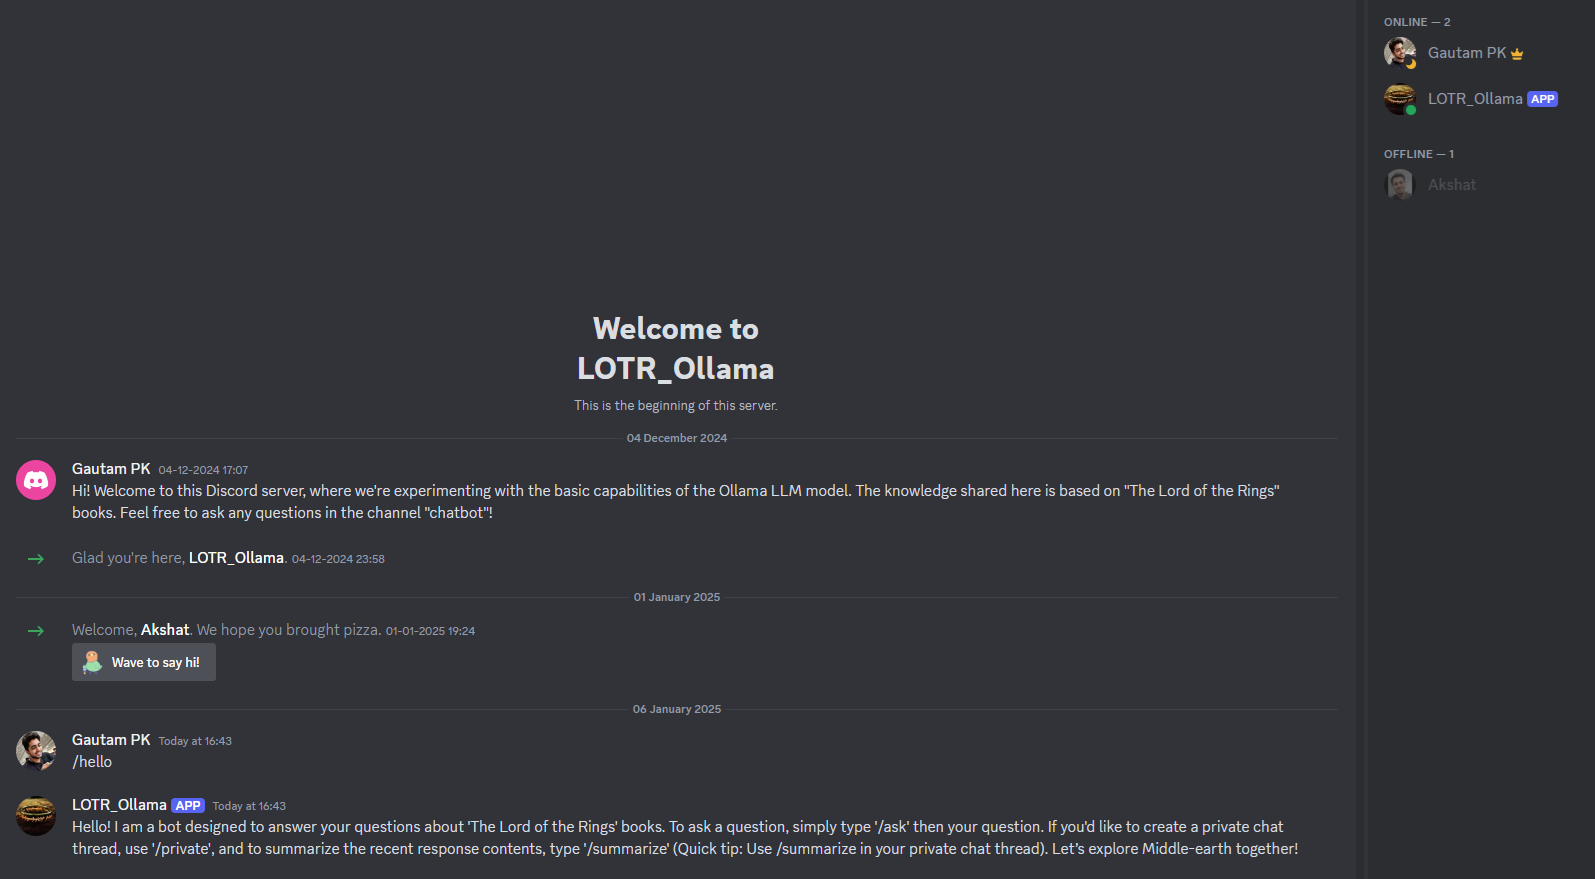 Welcome to
LOTR_Ollama
This is the beginning of this server.
04 December 2024
Gautam PK 04-12-2024 17:07
Hi! Welcome to this Discord server, where we're experimenting with the basic capabilities of the Ollama LLM model. The knowledge shared here is based on "The Lord of the Rings"
books. Feel free to ask any questions in the channel "chatbot"!
Glad you're here, LOTR_Ollama. 04-12-2024 23:58
01 January 2025
Welcome, Akshat. We hope you brought pizza. 01-01-2025 19:24
Wave to say hi!
06 January 2025
Gautam PK Today at 16:43
/hello
LOTR_Ollama APP Today at 16:43
Hello! I am a bot designed to answer your questions about 'The Lord of the Rings' books. To ask a question, simply type '/ask' then your question. If you'd like to create a private chat
thread, use '/private', and to summarize the recent response contents, type '/summarize' (Quick tip: Use /summarize in your private chat thread). Let's explore Middle-earth together!
ONLINE — 2
Gautam PK
LOTR_Ollama APP
OFFLINE — 1
Akshat